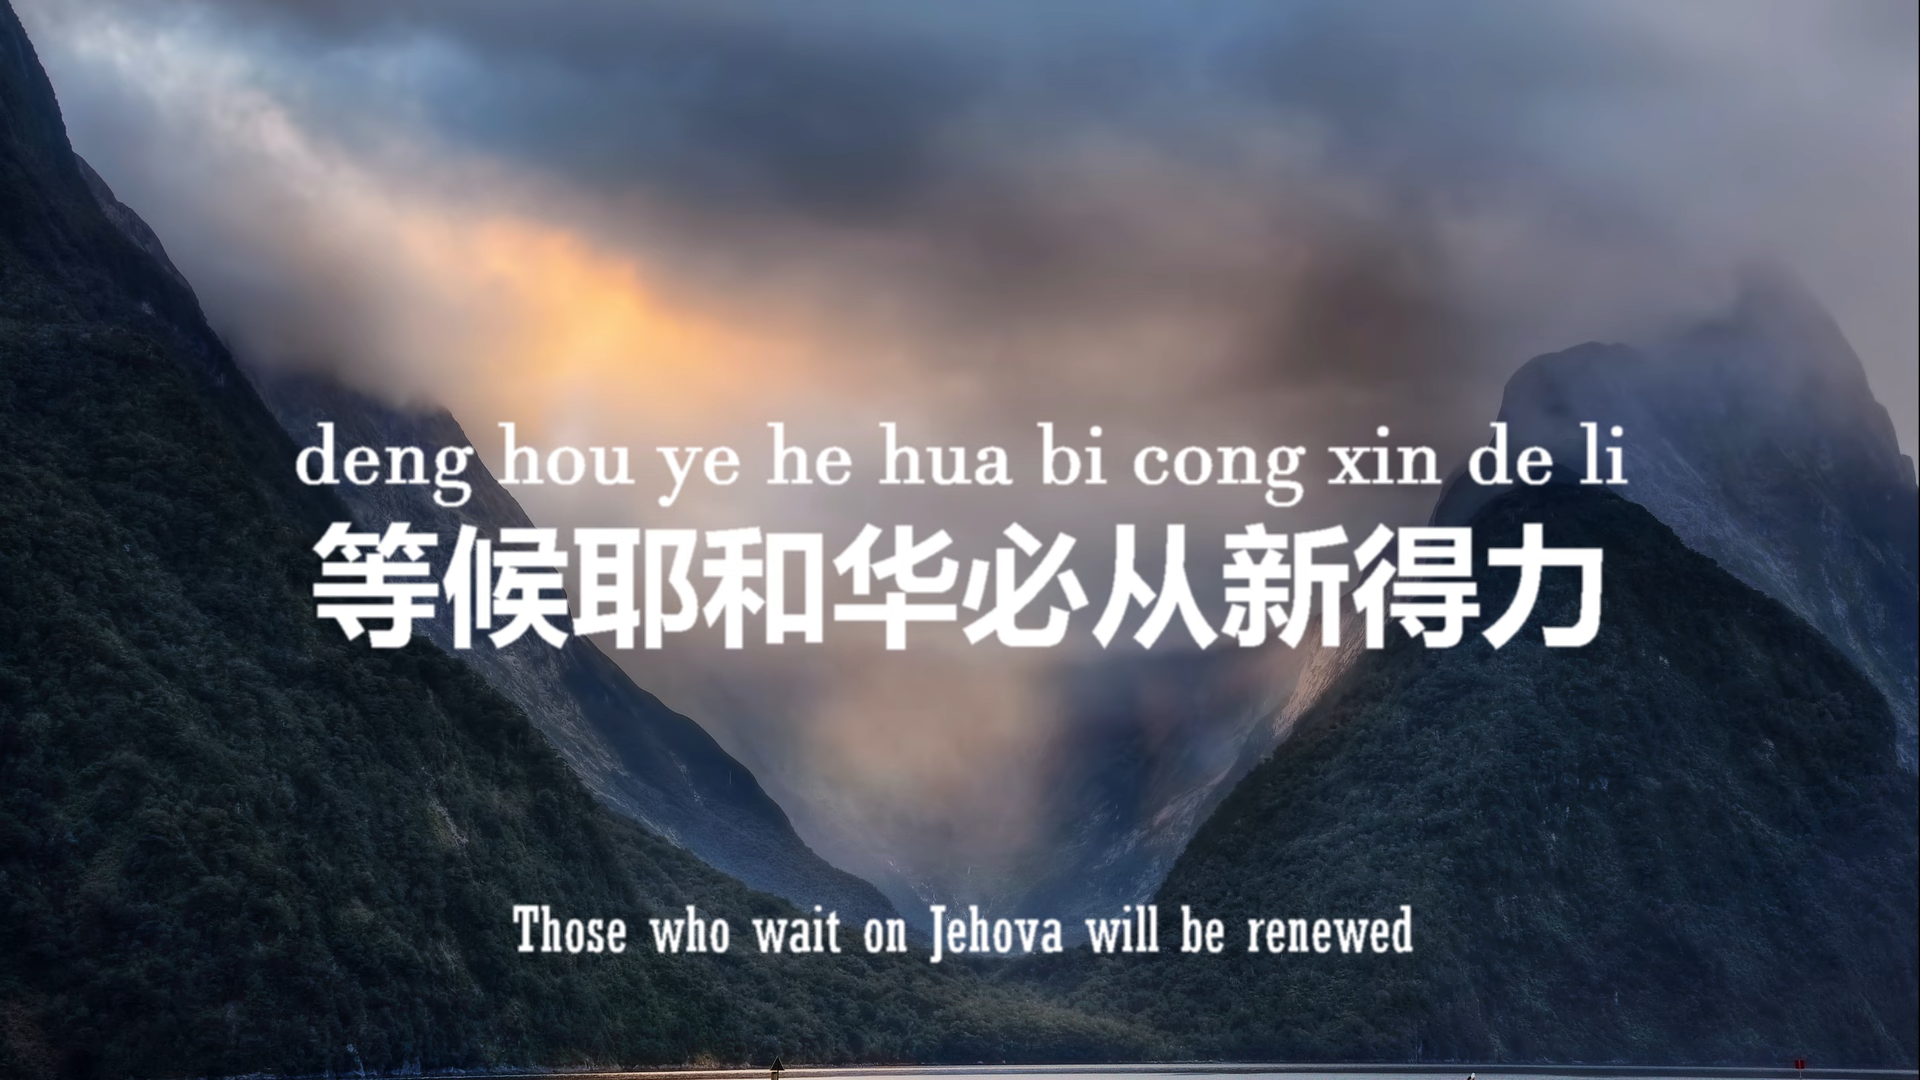 deng hou ye he hua bi cong xin de li
等候耶和华必从新得力
Those who wait on Jehova will be renewed